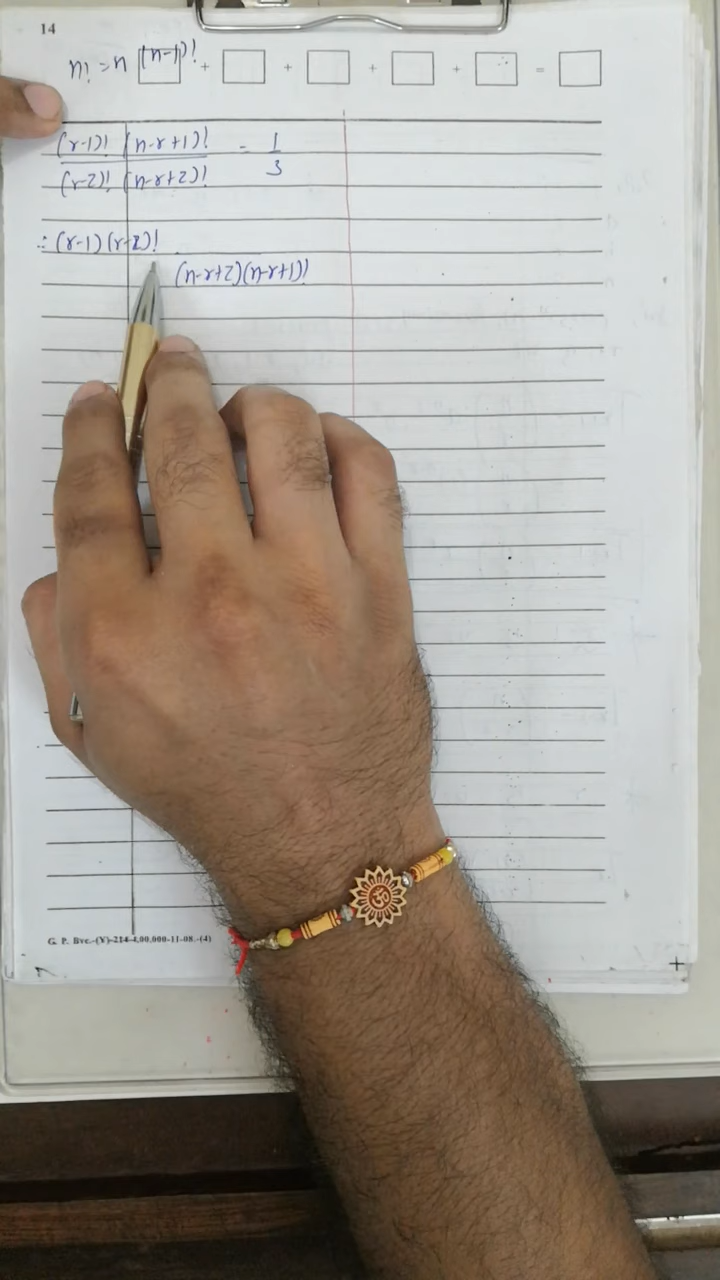 14
n! = n (n-1)! + + + + =
(r-1)! (n-r+1)! = 1
(r-2)! (n-r+2)! 3
∴ (r-1) (r-2)!
(n-r+2)(n-r+1)!
G. P. Bvc.-(V)-214-4,00,000-11-08.-(4)